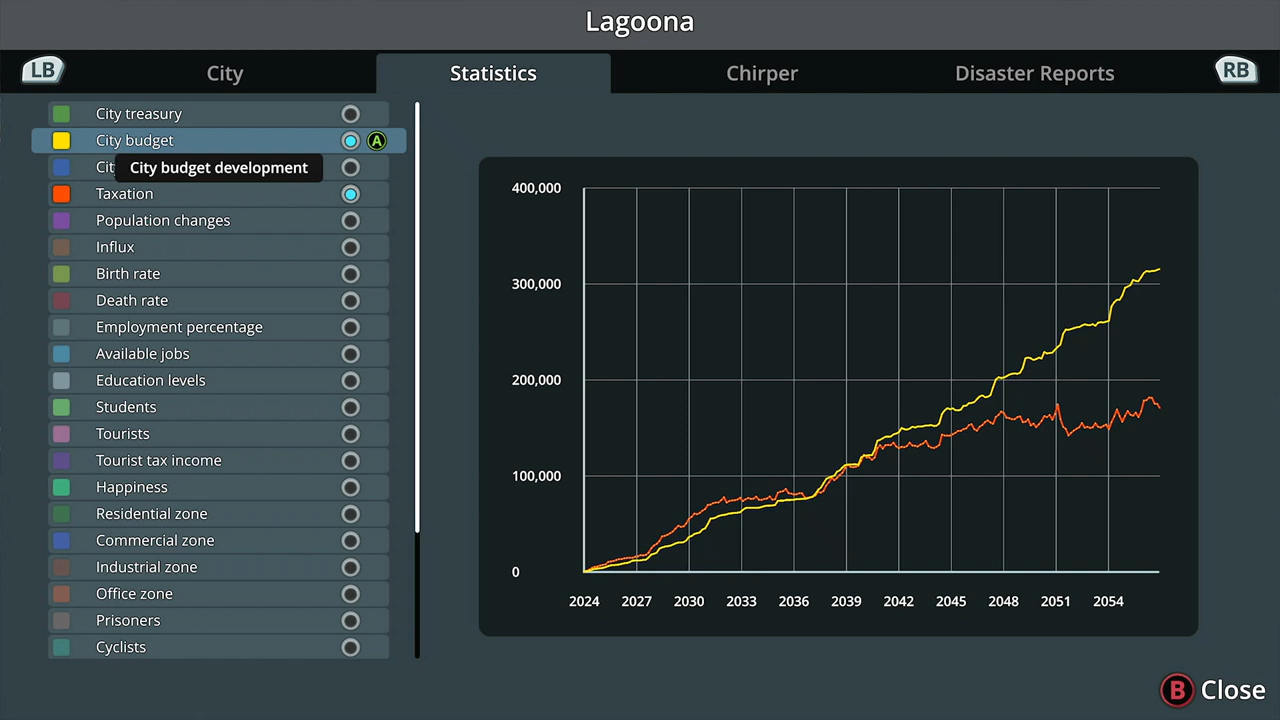 Lagoona
LB
City
Statistics
Chirper
Disaster Reports
RB
City treasury
City budget
A
Cit
City budget development
Taxation
Population changes
Influx
Birth rate
Death rate
Employment percentage
Available jobs
Education levels
Students
Tourists
Tourist tax income
Happiness
Residential zone
Commercial zone
Industrial zone
Office zone
Prisoners
Cyclists
400,000
300,000
200,000
100,000
0
2024 2027 2030 2033 2036 2039 2042 2045 2048 2051 2054
B Close